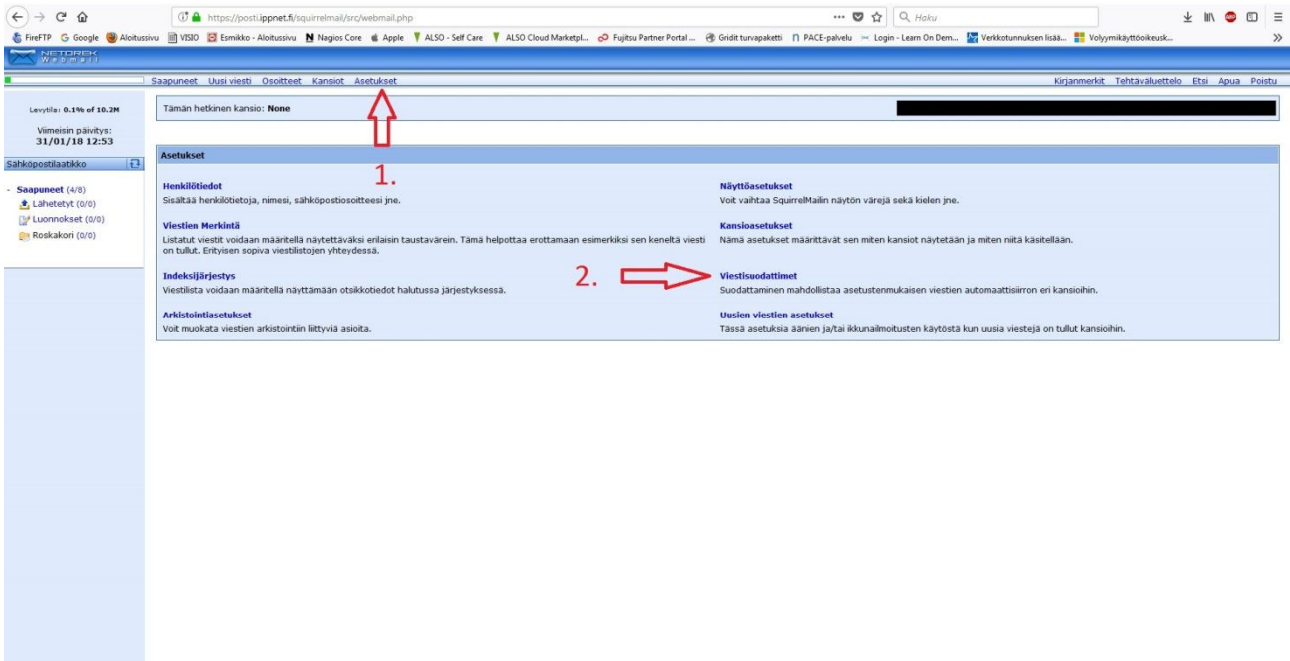 https://posti.ippnet.fi/squirrelmail/src/webmail.php
Haku
FireFTP Google Aloitussivu VISIO Esmikko - Aloitussivu Nagios Core Apple ALSO - Self Care ALSO Cloud Marketpl... Fujitsu Partner Portal ... Gridit turvapaketti PACE-palvelu Login - Learn On Dem... Verkkotunnuksen lisää... Volyymikäyttöoikeusk...
NETOREK
Webmail
Saapuneet Uusi viesti Osoitteet Kansiot Asetukset Kirjanmerkit Tehtäväluettelo Etsi Apua Poistu
Levytila: 0.1% of 10.2M
Viimeisin päivitys:
31/01/18 12:53
Sähköpostilaatikko
- Saapuneet (4/8)
Lähetetyt (0/0)
Luonnokset (0/0)
Roskakori (0/0)
Tämän hetkinen kansio: None
1.
Asetukset
Henkilötiedot
Sisältää henkilötietoja, nimesi, sähköpostiosoitteesi jne.
Näyttöasetukset
Voit vaihtaa SquirrelMailin näytön värejä sekä kielen jne.
Viestien Merkintä
Listatut viestit voidaan määritellä näytettäväksi erilaisin taustavärein. Tämä helpottaa erottamaan esimerkiksi sen keneltä viesti
on tullut. Erityisen sopiva viestilistojen yhteydessä.
Kansioasetukset
Nämä asetukset määrittävät sen miten kansiot näytetään ja miten niitä käsitellään.
Indeksijärjestys
Viestilista voidaan määritellä näyttämään otsikkotiedot halutussa järjestyksessä.
2.
Viestisuodattimet
Suodattaminen mahdollistaa asetustenmukaisen viestien automaattisiirron eri kansioihin.
Arkistointiasetukset
Voit muokata viestien arkistointiin liittyviä asioita.
Uusien viestien asetukset
Tässä asetuksia äänien ja/tai ikkunailmoitusten käytöstä kun uusia viestejä on tullut kansioihin.